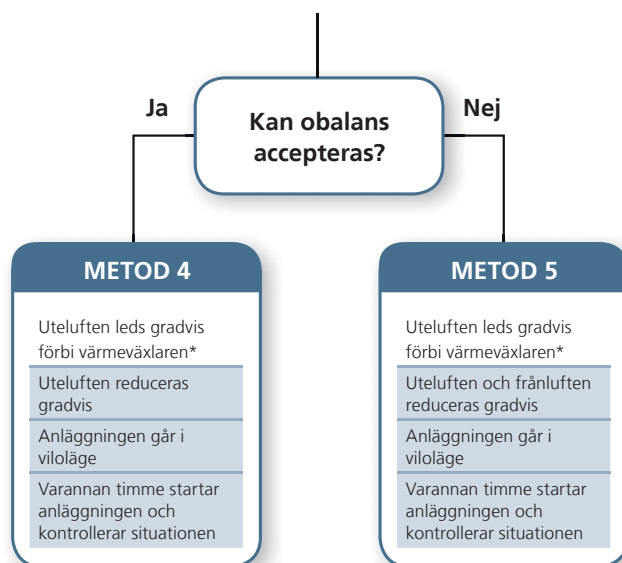 Ja
Kan obalans
accepteras?
Nej
METOD 4
Uteluften leds gradvis
förbi värmeväxlaren*
Uteluften reduceras
gradvis
Anläggningen går i
viloläge
Varannan timme startar
anläggningen och
kontrollerar situationen
METOD 5
Uteluften leds gradvis
förbi värmeväxlaren*
Uteluften och frånluften
reduceras gradvis
Anläggningen går i
viloläge
Varannan timme startar
anläggningen och
kontrollerar situationen